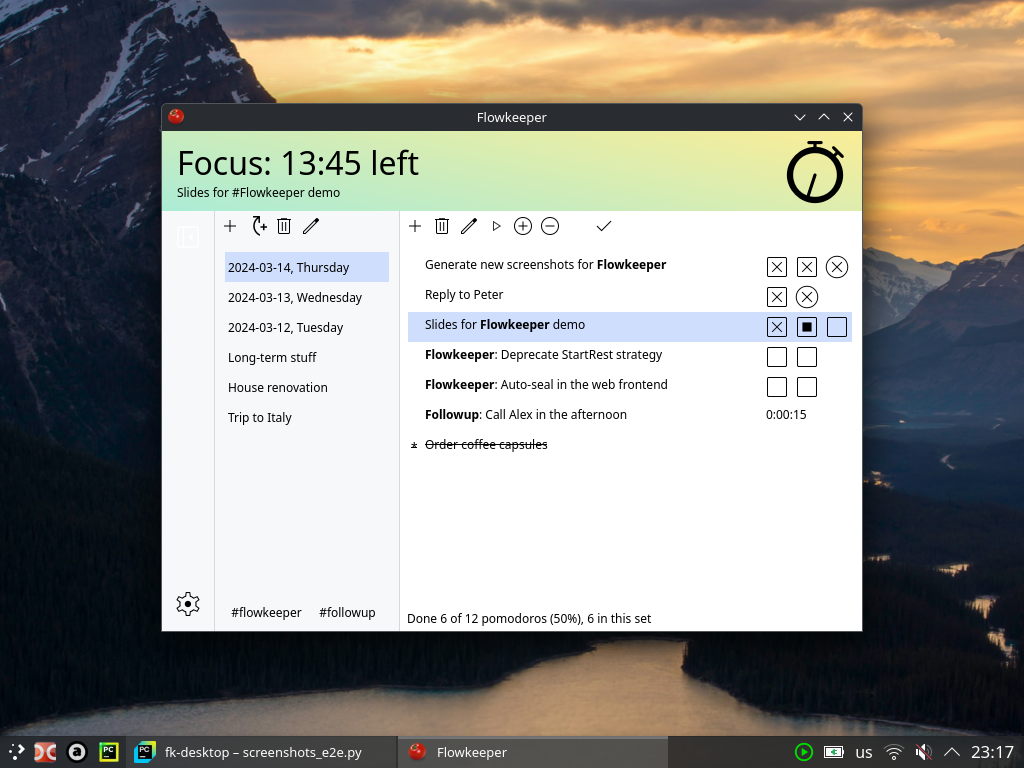 Flowkeeper
Focus: 13:45 left
Slides for #Flowkeeper demo
2024-03-14, Thursday
2024-03-13, Wednesday
2024-03-12, Tuesday
Long-term stuff
House renovation
Trip to Italy
#flowkeeper #followup
Generate new screenshots for Flowkeeper
Reply to Peter
Slides for Flowkeeper demo
Flowkeeper: Deprecate StartRest strategy
Flowkeeper: Auto-seal in the web frontend
Followup: Call Alex in the afternoon 0:00:15
Order coffee capsules
Done 6 of 12 pomodoros (50%), 6 in this set
a PC PC fk-desktop – screenshots_e2e.py Flowkeeper us 23:17